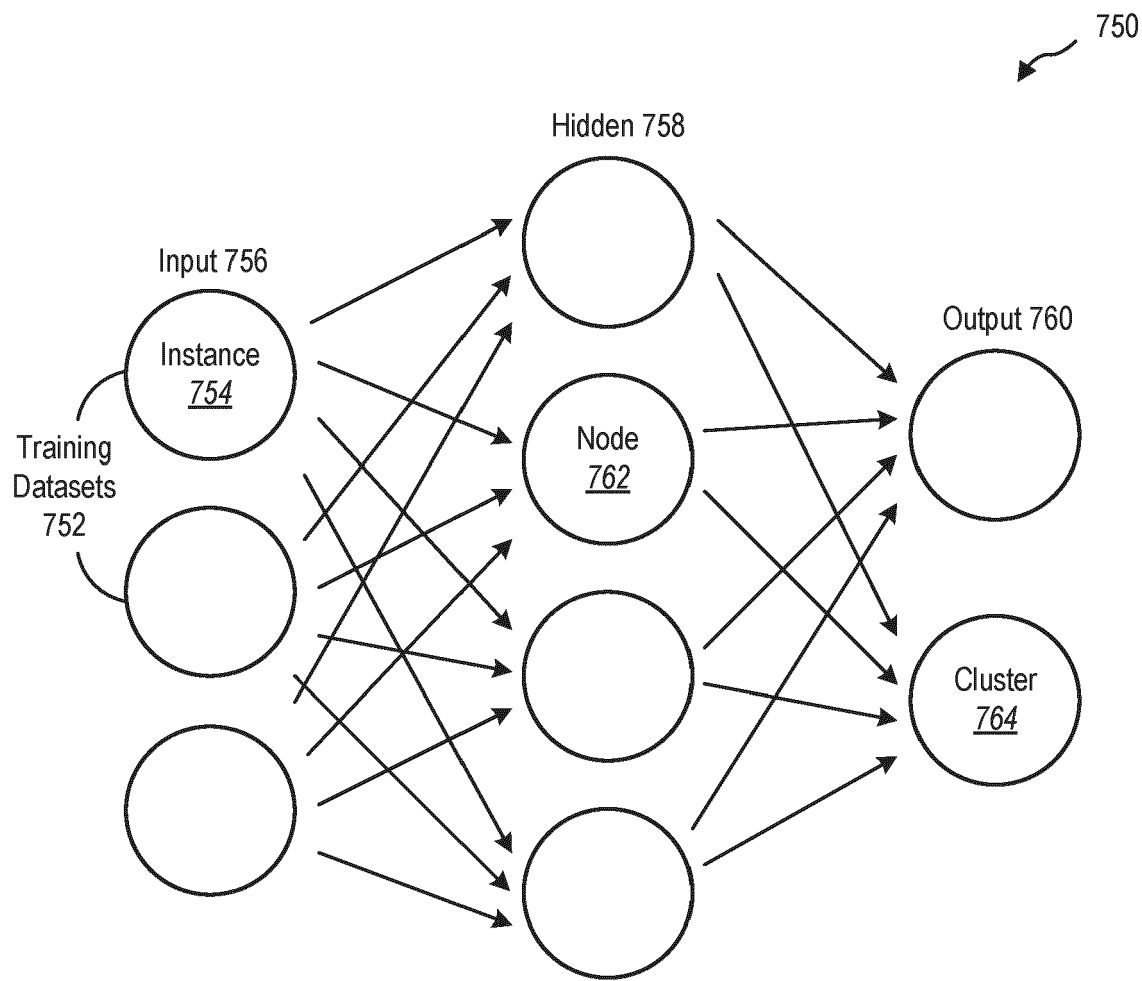 750
Hidden 758
Input 756
Instance
754
Output 760
Training
Datasets
752
Node
762
Cluster
764